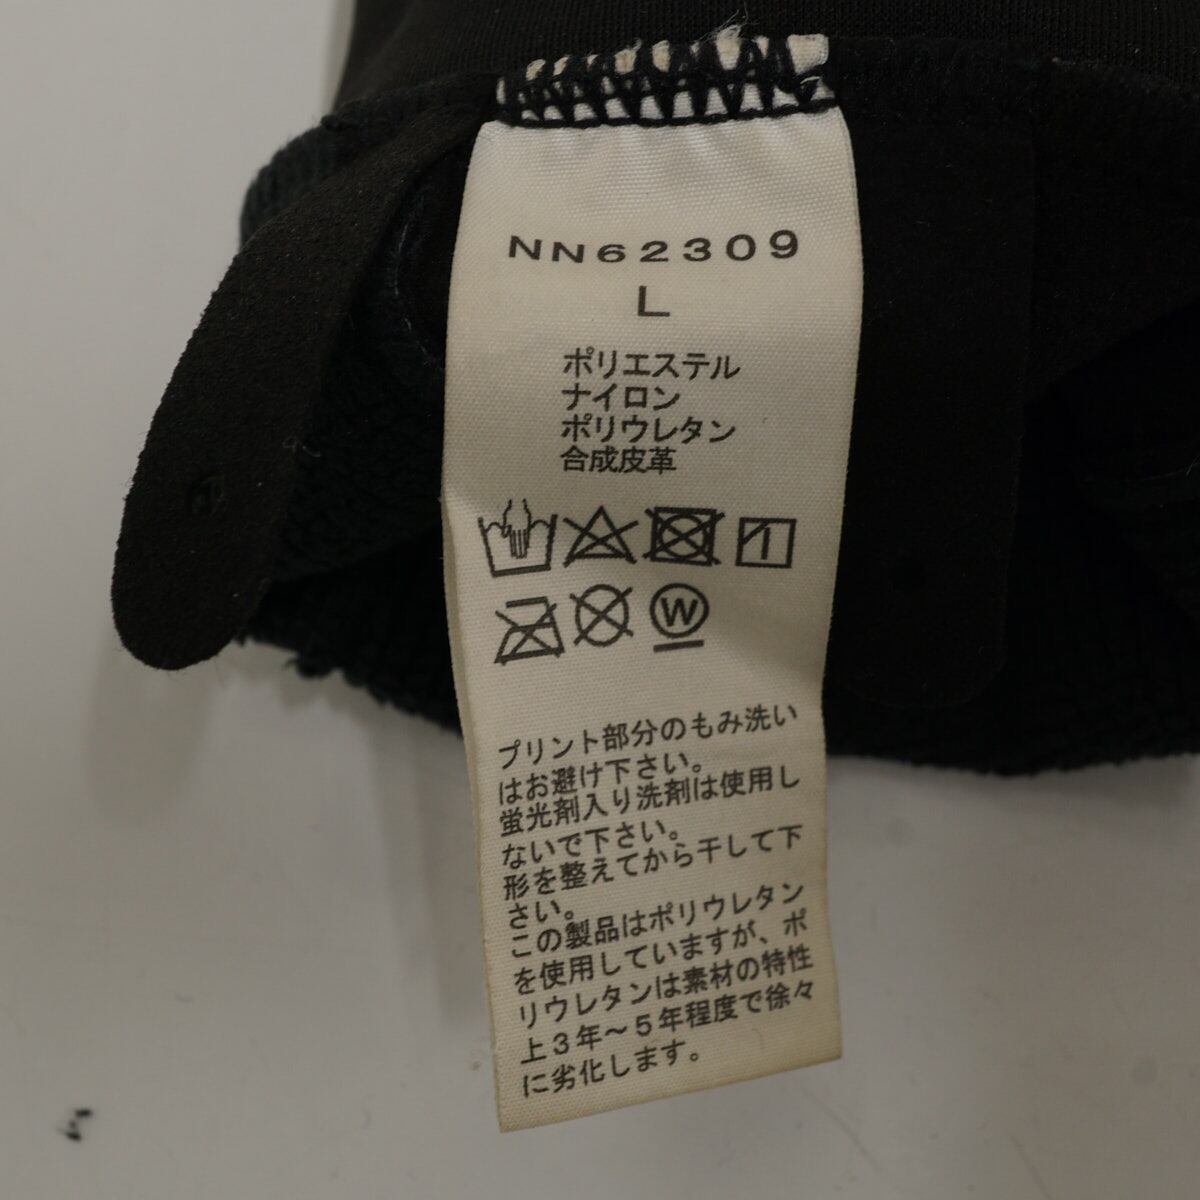 NN62309
L
ポリエステル
ナイロン
ポリウレタン
合成皮革
W
プリント部分のもみ洗い
はお避け下さい。
蛍光剤入り洗剤は使用し
ないで下さい。
形を整えてから干して下
さい。
この製品はポリウレタン
を使用していますが、ポ
リウレタンは素材の特性
上3年～5年程度で徐々
に劣化します。